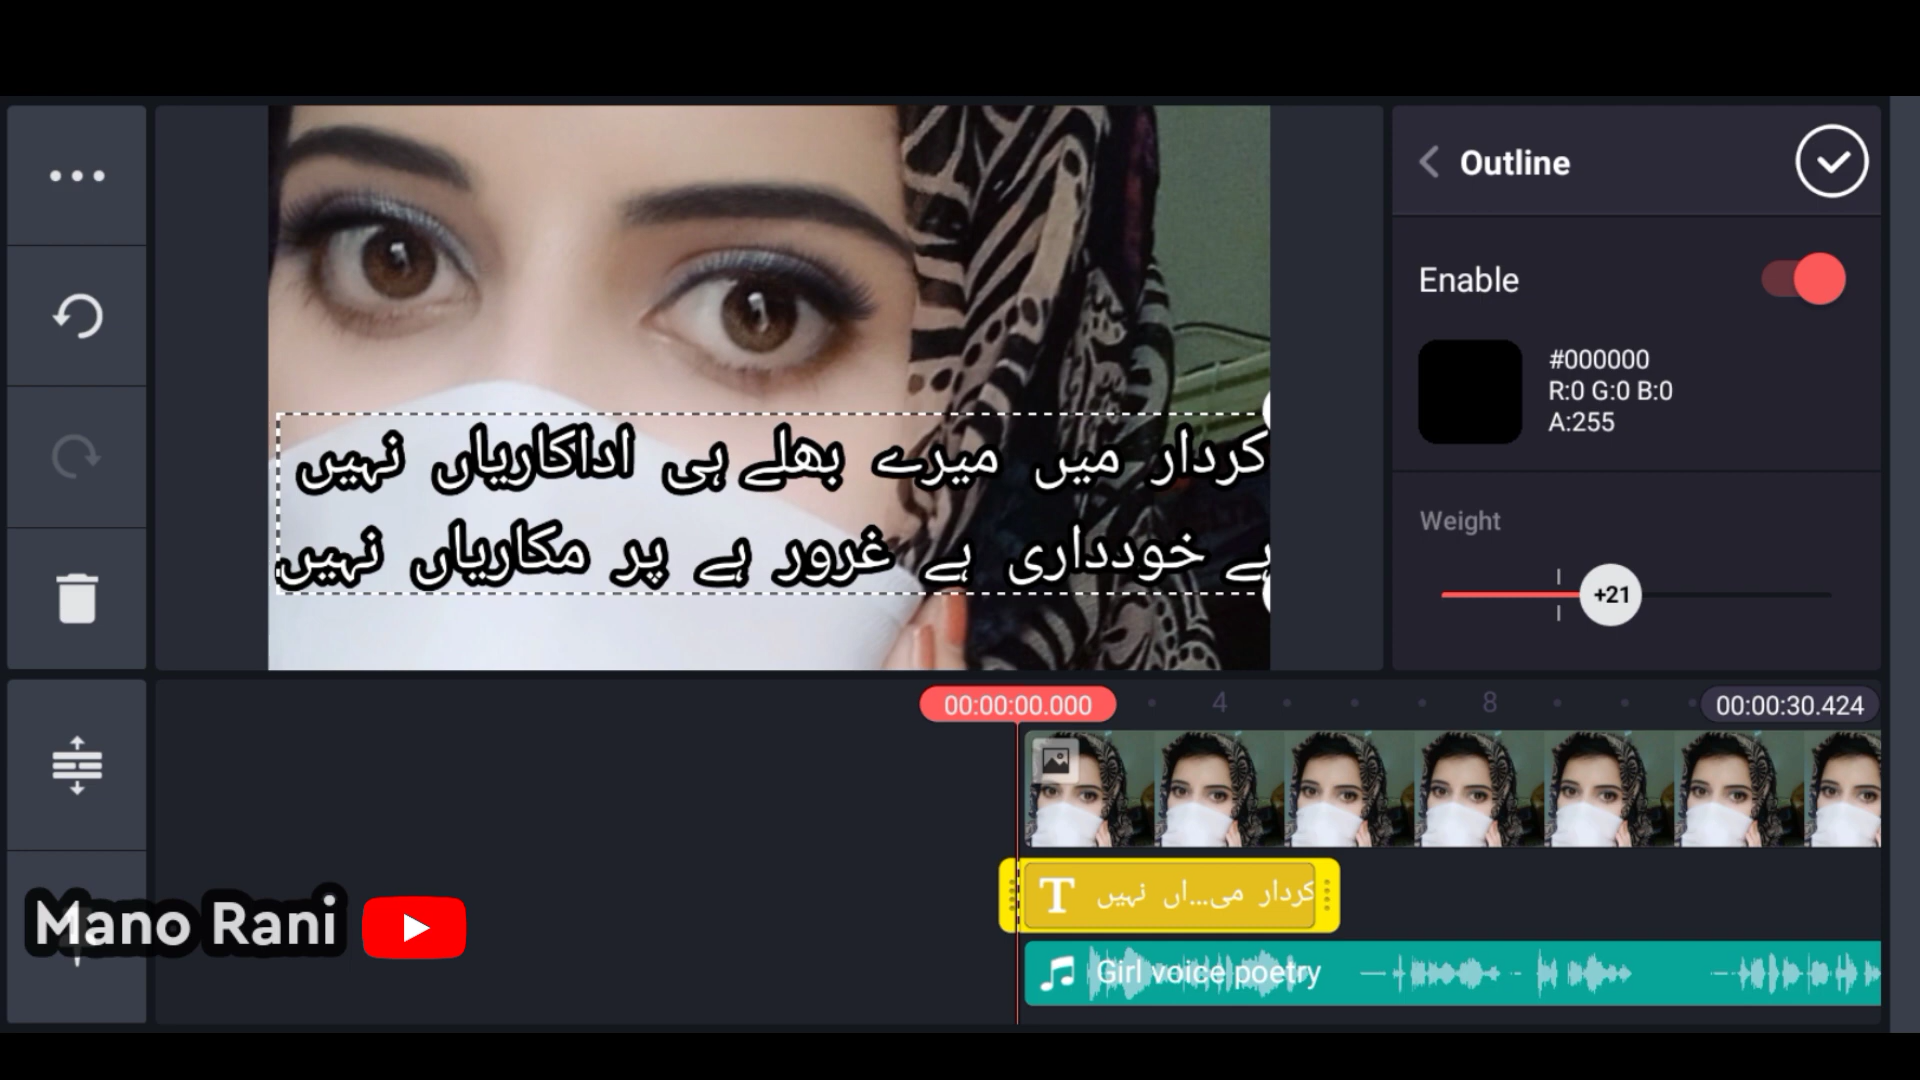 Outline
Enable
#000000
R:0 G:0 B:0
A:255
Weight
+21
کردار میں میرے بھلے ہی اداکاریاں نہیں
ہے خودداری ہے غرور ہے پر مکاریاں نہیں
00:00:00.000
4
8
00:00:30.424
T کردار می...اں نہیں
Girl voice poetry
Mano Rani